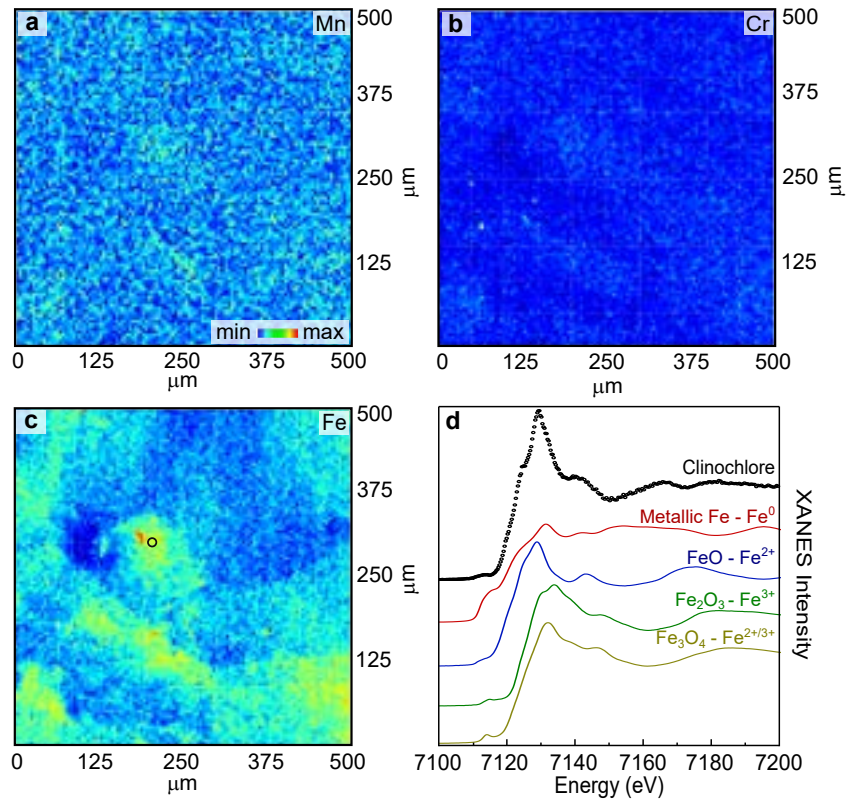 a Mn
500
375
250
125
μm
min max
0 125 250 375 500
μm
b Cr
500
375
250
125
μm
0 125 250 375 500
μm
c Fe
500
375
250
125
μm
0 125 250 375 500
μm
d
Clinochlore
Metallic Fe - Fe⁰
FeO - Fe²⁺
Fe₂O₃ - Fe³⁺
Fe₃O₄ - Fe²⁺/³⁺
XANES Intensity
7100 7120 7140 7160 7180 7200
Energy (eV)